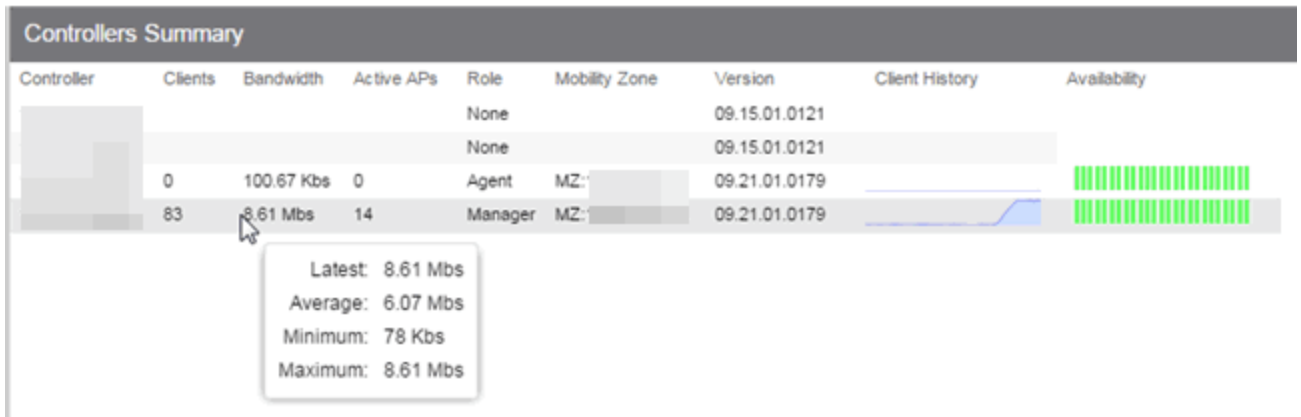 Controllers Summary
Controller Clients Bandwidth Active APs Role Mobility Zone Version Client History Availability
None 09.15.01.0121
None 09.15.01.0121
0 100.67 Kbs 0 Agent MZ: 09.21.01.0179
83 8.61 Mbs 14 Manager MZ: 09.21.01.0179
Latest: 8.61 Mbs
Average: 6.07 Mbs
Minimum: 78 Kbs
Maximum: 8.61 Mbs